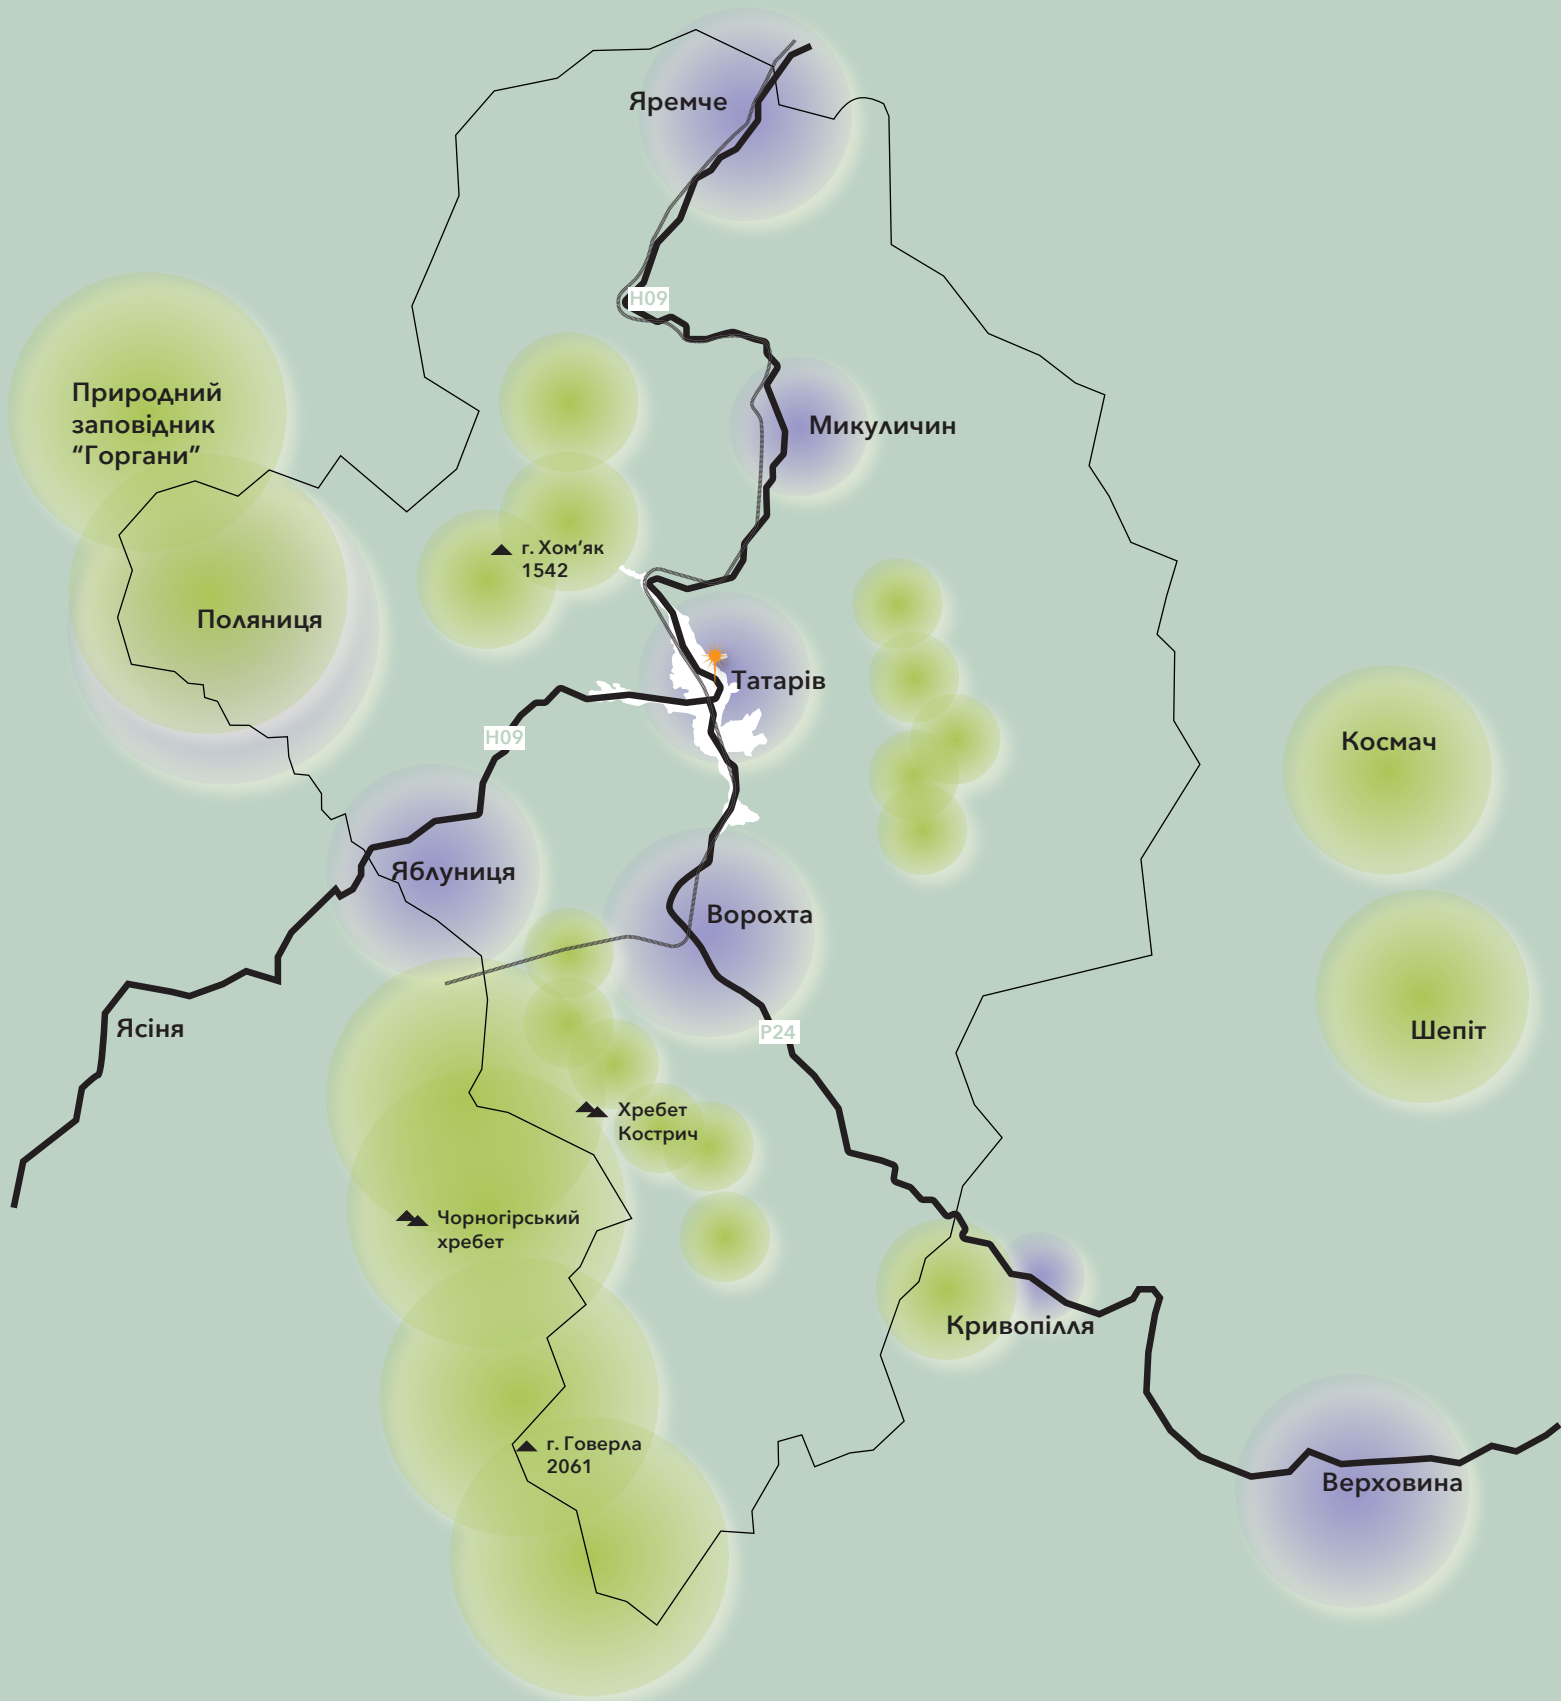 Яремче
H09
Природний
заповідник
“Горгани”
Микуличин
г. Хом’як
1542
Поляниця
Татарів
H09
Космач
Яблуниця
Ворохта
Ясіня
P24
Шепіт
Хребет
Кострич
Чорногірський
хребет
Кривопілля
г. Говерла
2061
Верховина